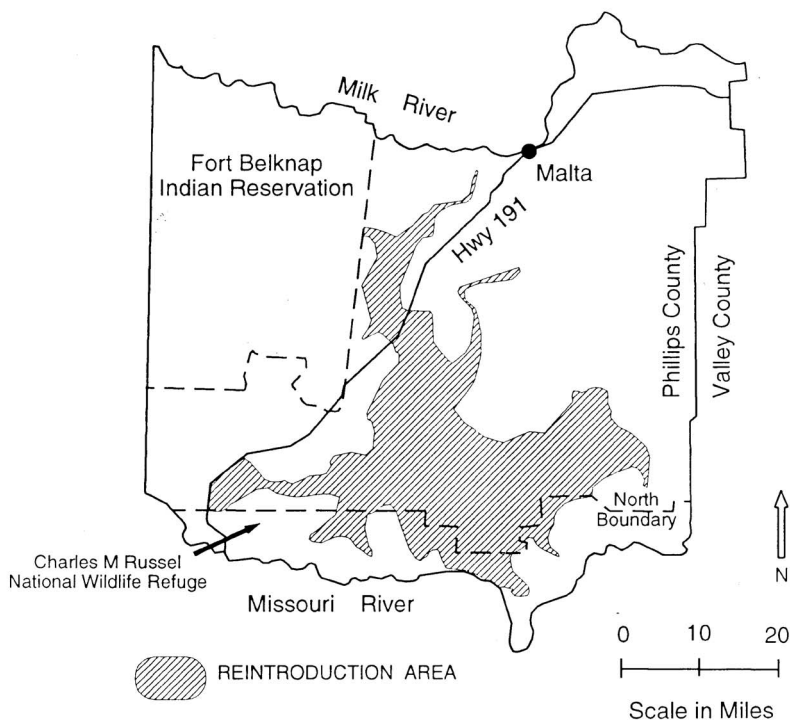 Milk River
Fort Belknap
Indian Reservation
Malta
Hwy 191
Phillips County
Valley County
North
Boundary
Charles M Russel
National Wildlife Refuge
Missouri River
N
REINTRODUCTION AREA
0 10 20
Scale in Miles